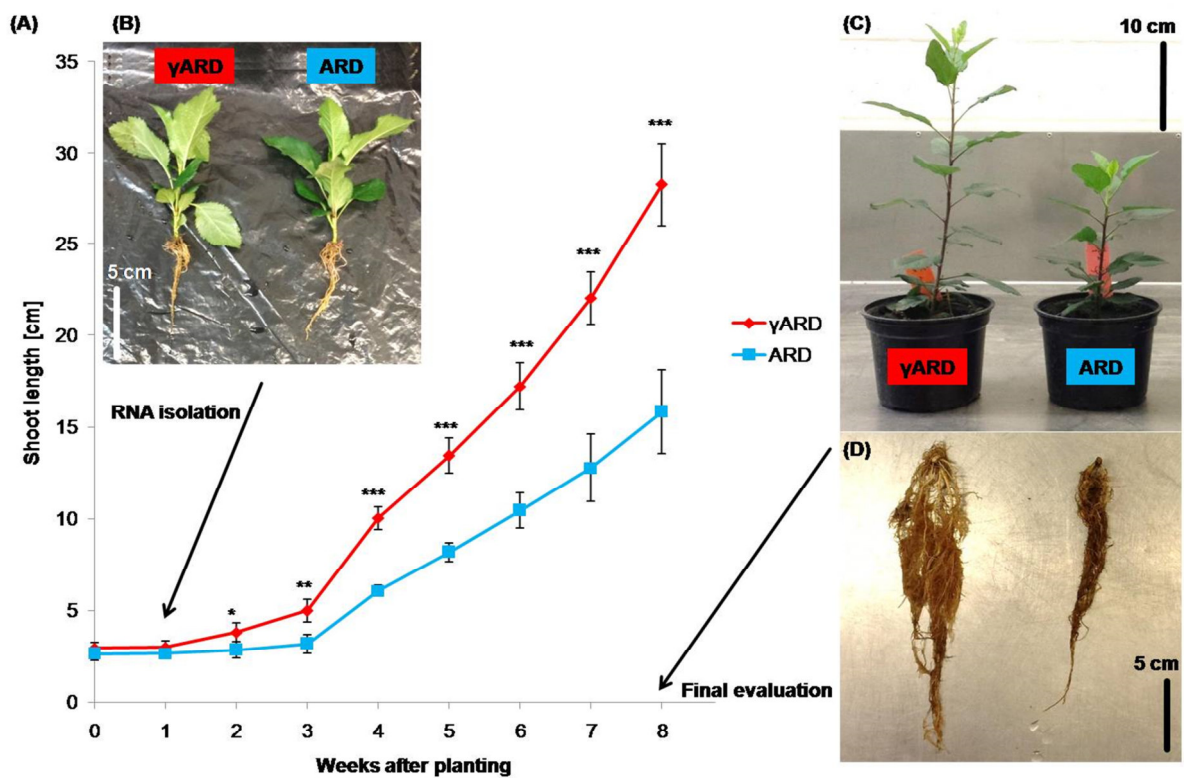 (A)
(B)
γARD ARD
5 cm
(C)
10 cm
γARD ARD
(D)
5 cm
35
30
25
20
15
10
5
0
Shoot length [cm]
***
***
***
***
***
**
*
γARD
ARD
RNA isolation
Final evaluation
0 1 2 3 4 5 6 7 8
Weeks after planting